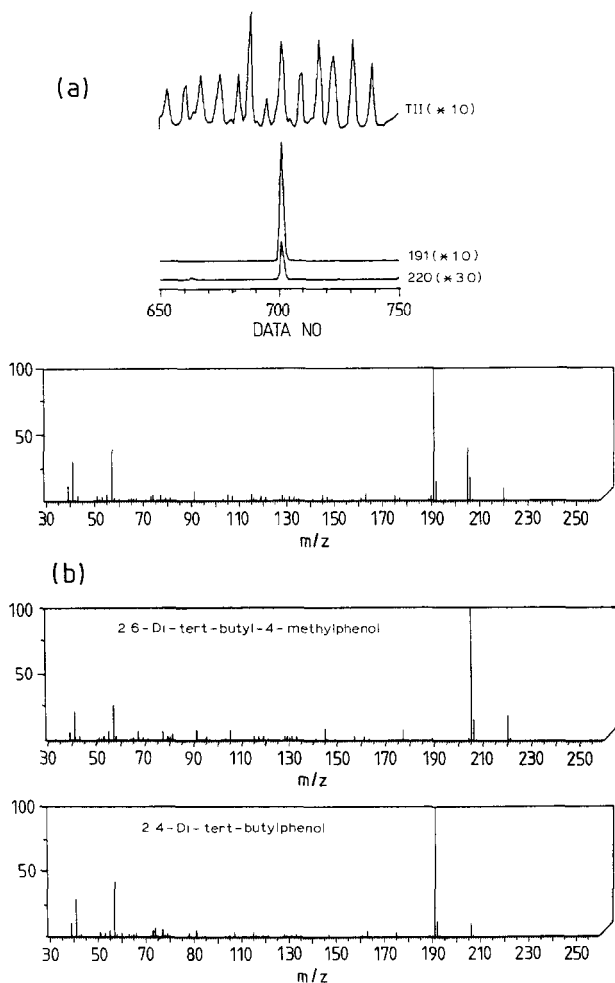 (a)
TII(*10)
191(*10)
220(*30)
650 700 750
DATA NO
100
50
30 50 70 90 110 130 150 170 190 210 230 250
m/z
(b)
100
2 6-Di-tert-butyl-4-methylphenol
50
30 50 70 90 110 130 150 170 190 210 230 250
m/z
100
2 4-Di-tert-butylphenol
50
30 50 70 90 110 130 150 170 190 210 230 250
m/z